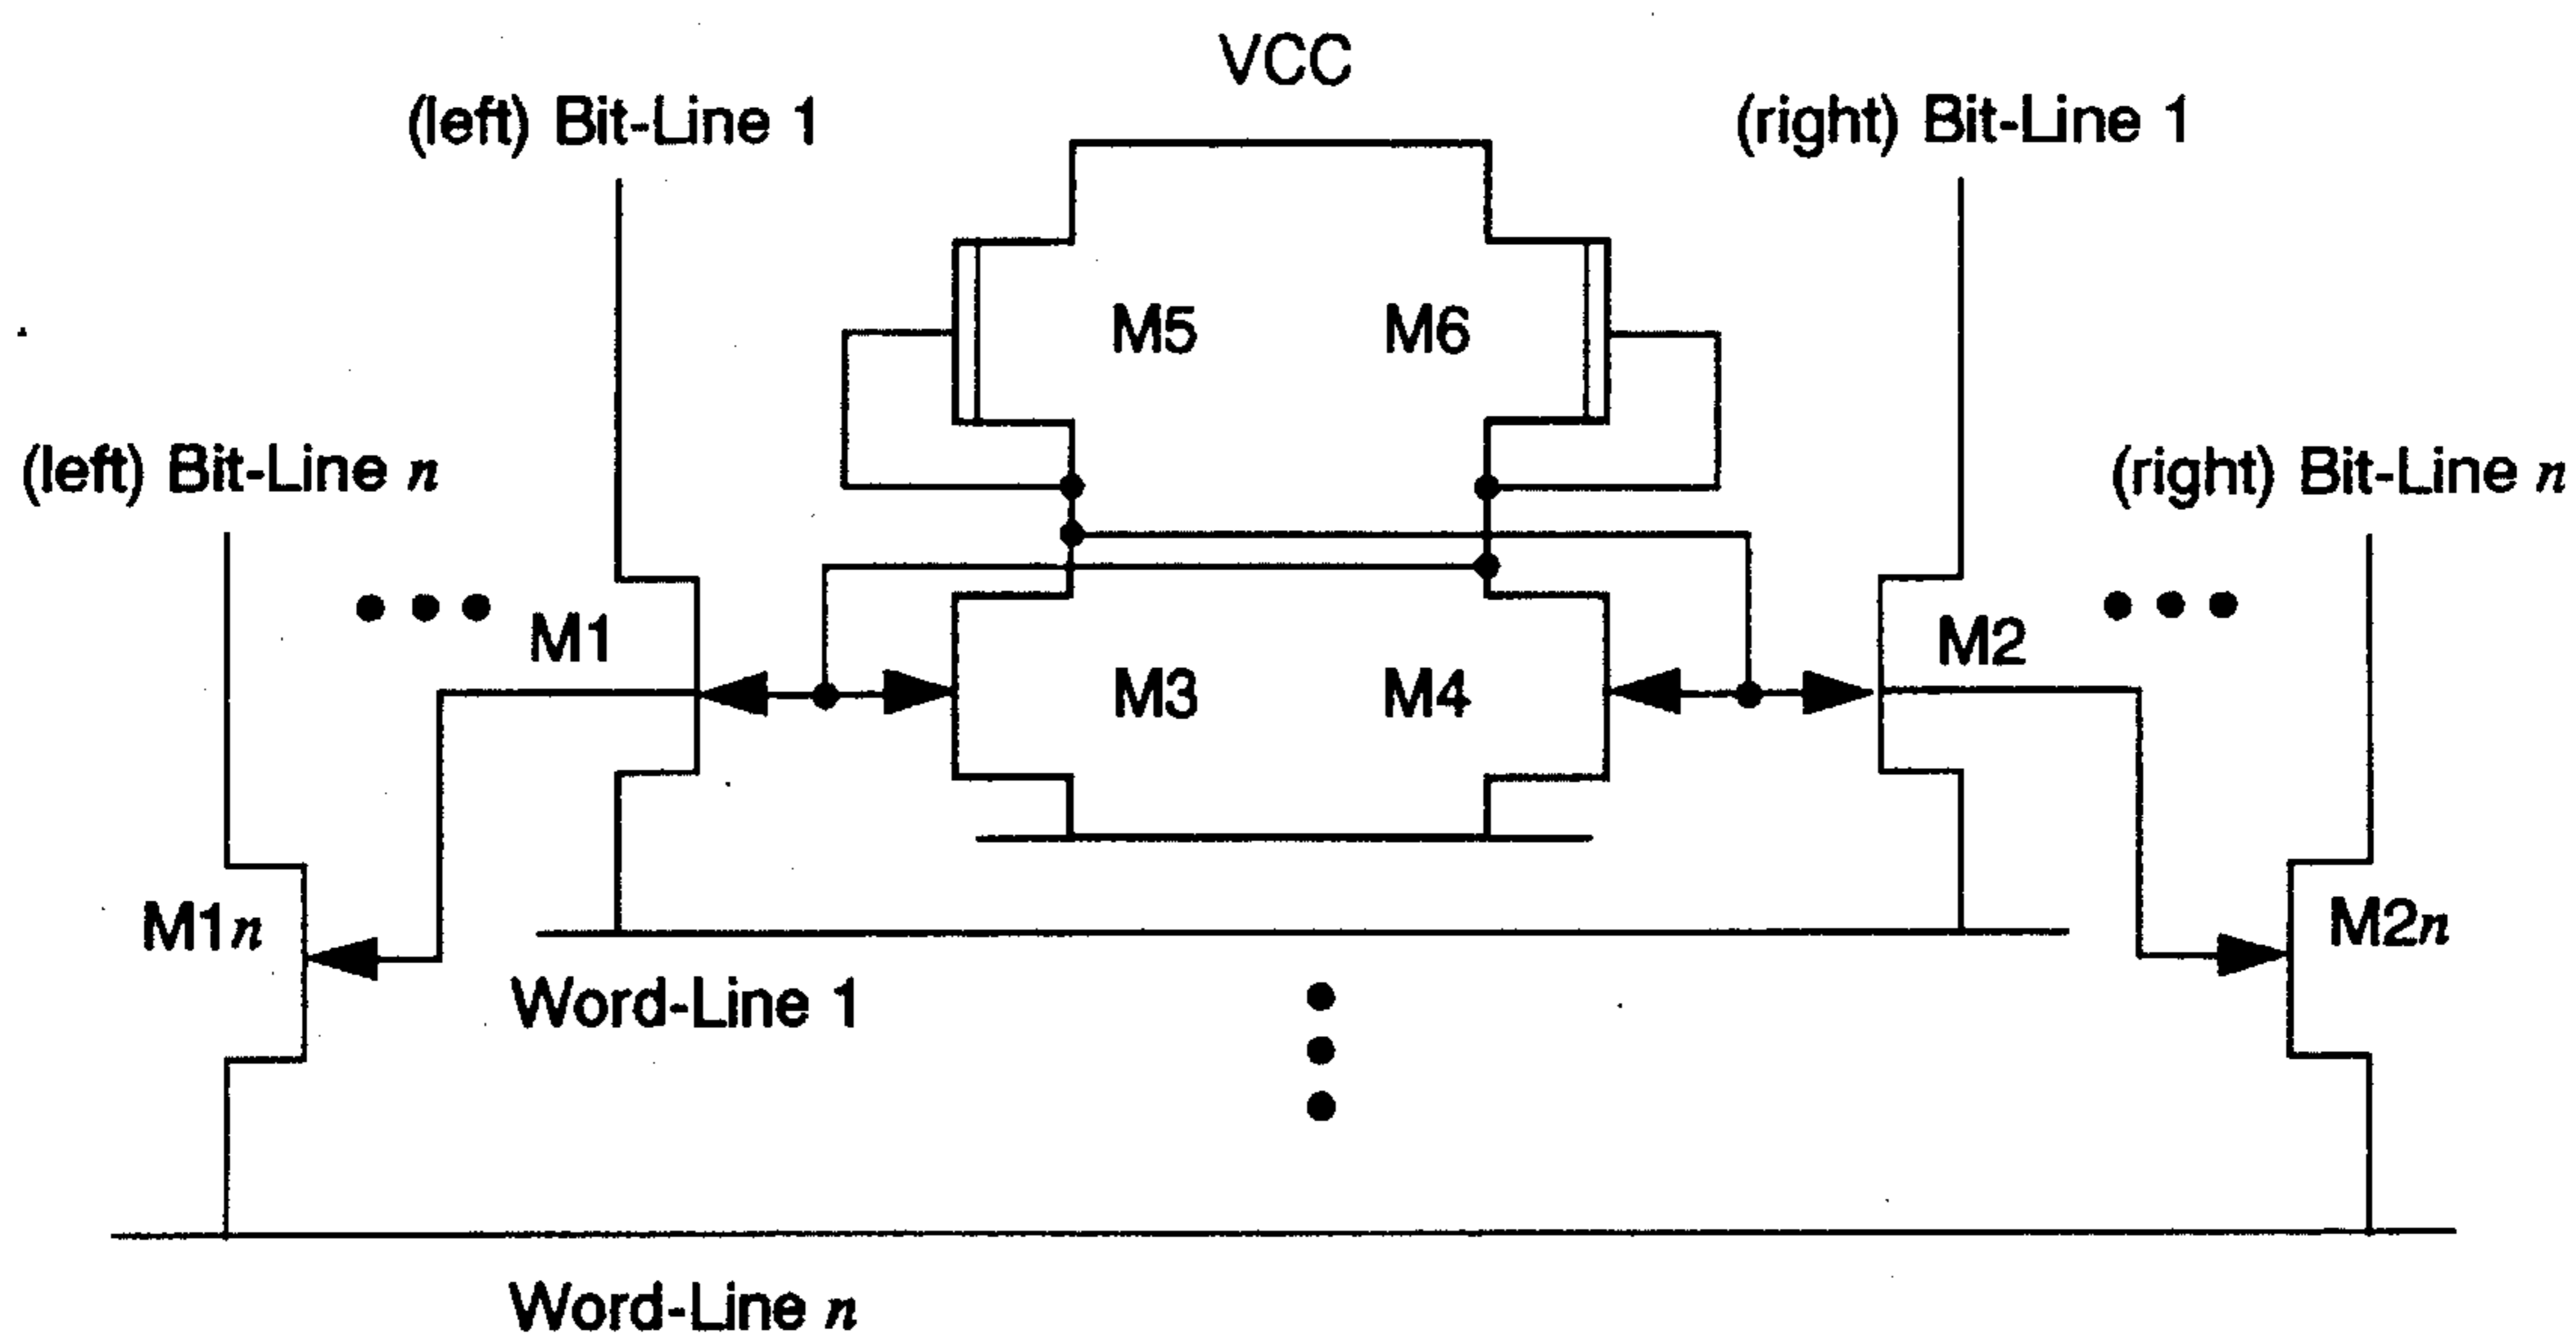 VCC
(left) Bit-Line 1
(right) Bit-Line 1
M5
M6
(left) Bit-Line n
(right) Bit-Line n
M1
M2
M3
M4
M1n
M2n
Word-Line 1
Word-Line n